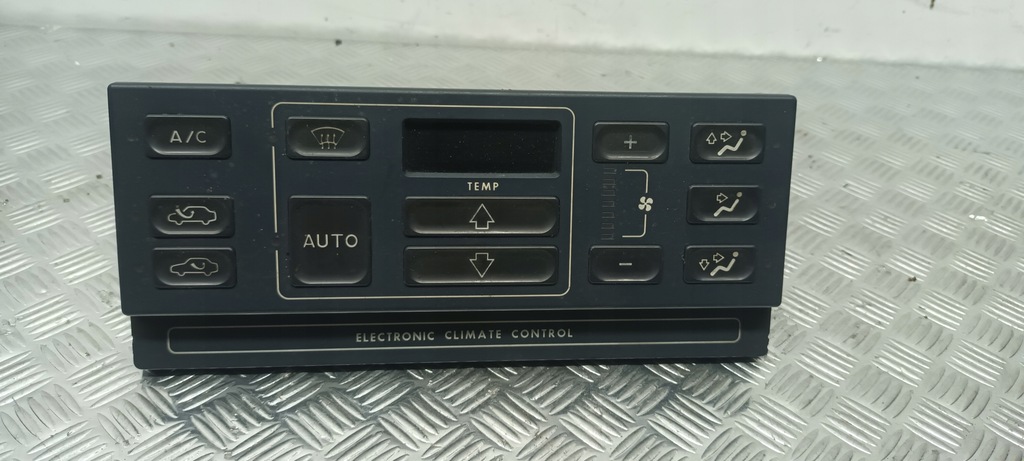 A/C
TEMP
+
AUTO
-
ELECTRONIC CLIMATE CONTROL